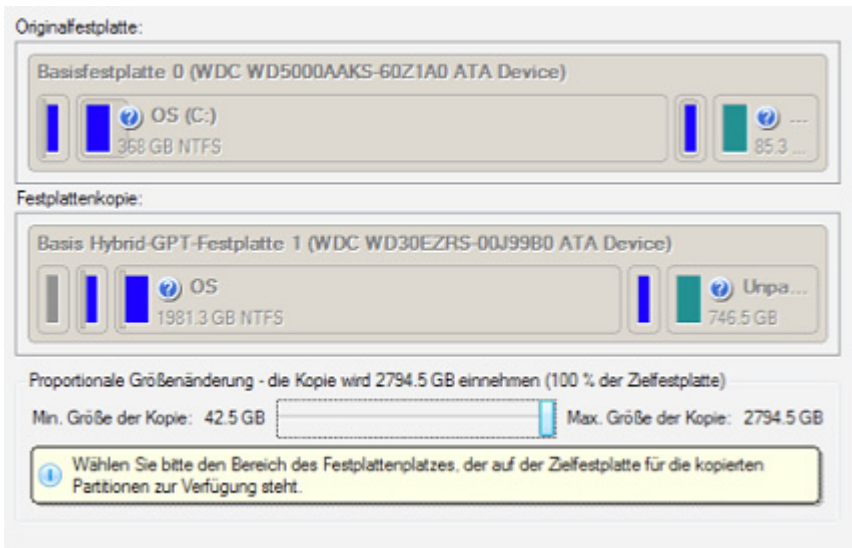 Originalfestplatte:
Basisfestplatte 0 (WDC WD5000AAKS-60Z1A0 ATA Device)
OS (C:)
368 GB NTFS
...
85.3 ...
Festplattenkopie:
Basis Hybrid-GPT-Festplatte 1 (WDC WD30EZRS-00J99B0 ATA Device)
OS
1981.3 GB NTFS
Unpa...
746.5 GB
Proportionale Größenänderung - die Kopie wird 2794.5 GB einnehmen (100 % der Zielfestplatte)
Min. Größe der Kopie: 42.5 GB
Max. Größe der Kopie: 2794.5 GB
Wählen Sie bitte den Bereich des Festplattenplatzes, der auf der Zielfestplatte für die kopierten
Partitionen zur Verfügung steht.